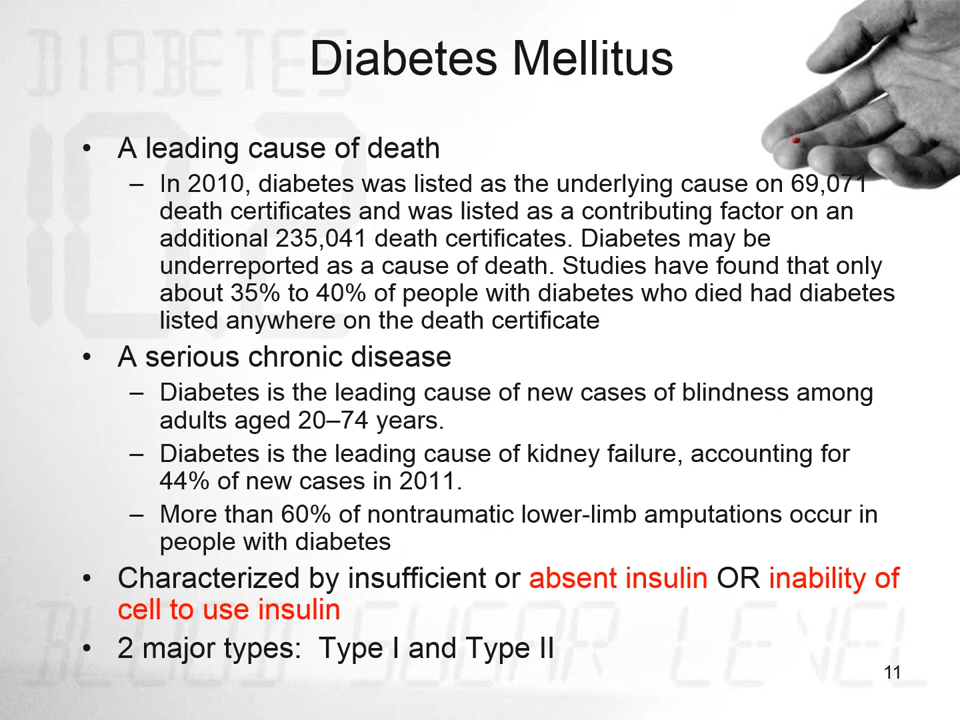 DIABETES
102
Diabetes Mellitus
• A leading cause of death
– In 2010, diabetes was listed as the underlying cause on 69,071
death certificates and was listed as a contributing factor on an
additional 235,041 death certificates. Diabetes may be
underreported as a cause of death. Studies have found that only
about 35% to 40% of people with diabetes who died had diabetes
listed anywhere on the death certificate
• A serious chronic disease
– Diabetes is the leading cause of new cases of blindness among
adults aged 20–74 years.
– Diabetes is the leading cause of kidney failure, accounting for
44% of new cases in 2011.
– More than 60% of nontraumatic lower-limb amputations occur in
people with diabetes
• Characterized by insufficient or absent insulin OR inability of
cell to use insulin
• 2 major types:  Type I and Type II
BLOOD SUGAR LEVEL
11